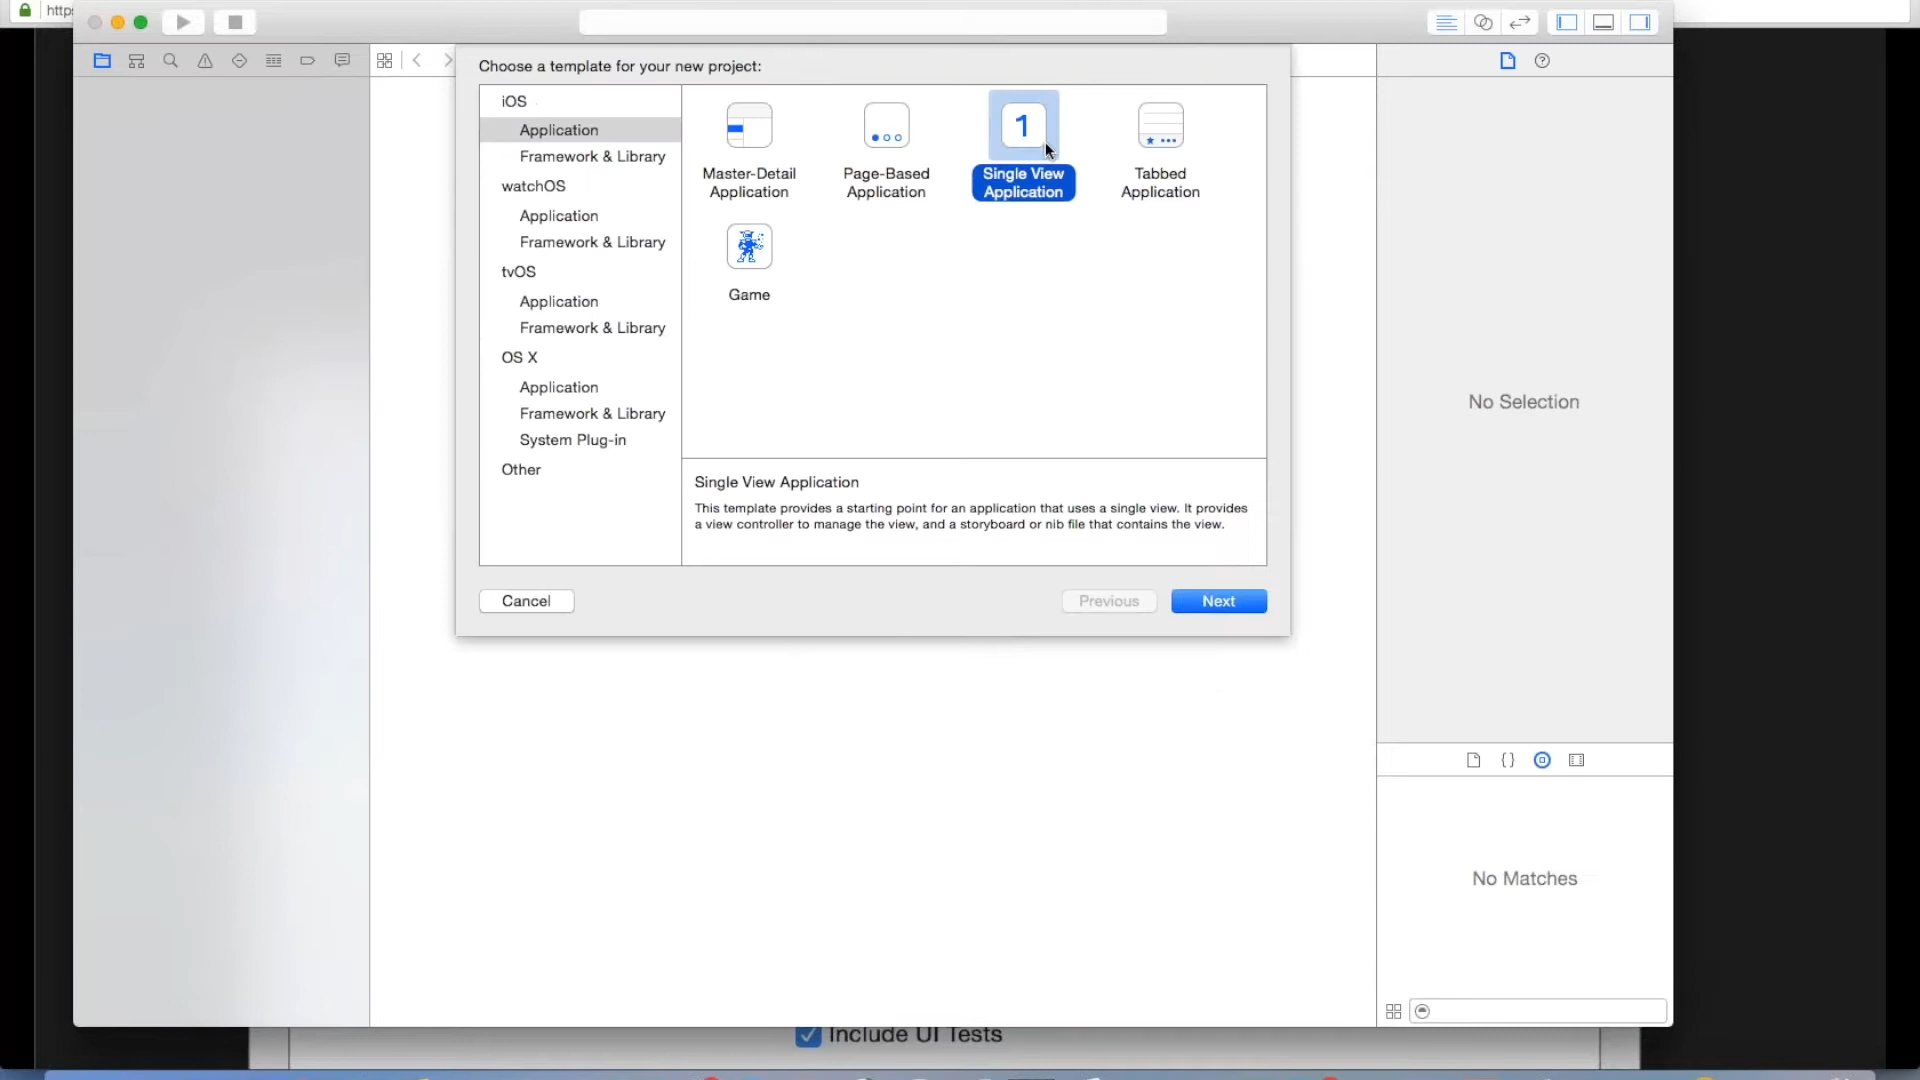 http
Choose a template for your new project:
iOS
Application
Framework & Library
watchOS
Application
Framework & Library
tvOS
Application
Framework & Library
OS X
Application
Framework & Library
System Plug-in
Other
Master-Detail
Application
Page-Based
Application
1
Single View
Application
Tabbed
Application
Game
Single View Application
This template provides a starting point for an application that uses a single view. It provides
a view controller to manage the view, and a storyboard or nib file that contains the view.
Cancel
Previous
Next
No Selection
No Matches
Include UI Tests